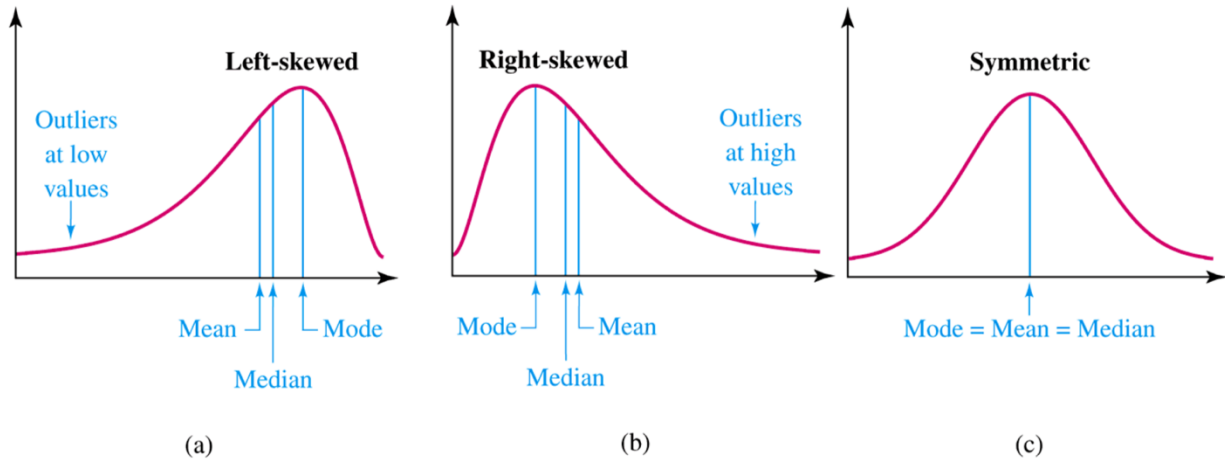 Left-skewed
Outliers
at low
values
Mean
Mode
Median
(a)
Right-skewed
Outliers
at high
values
Mode
Mean
Median
(b)
Symmetric
Mode = Mean = Median
(c)